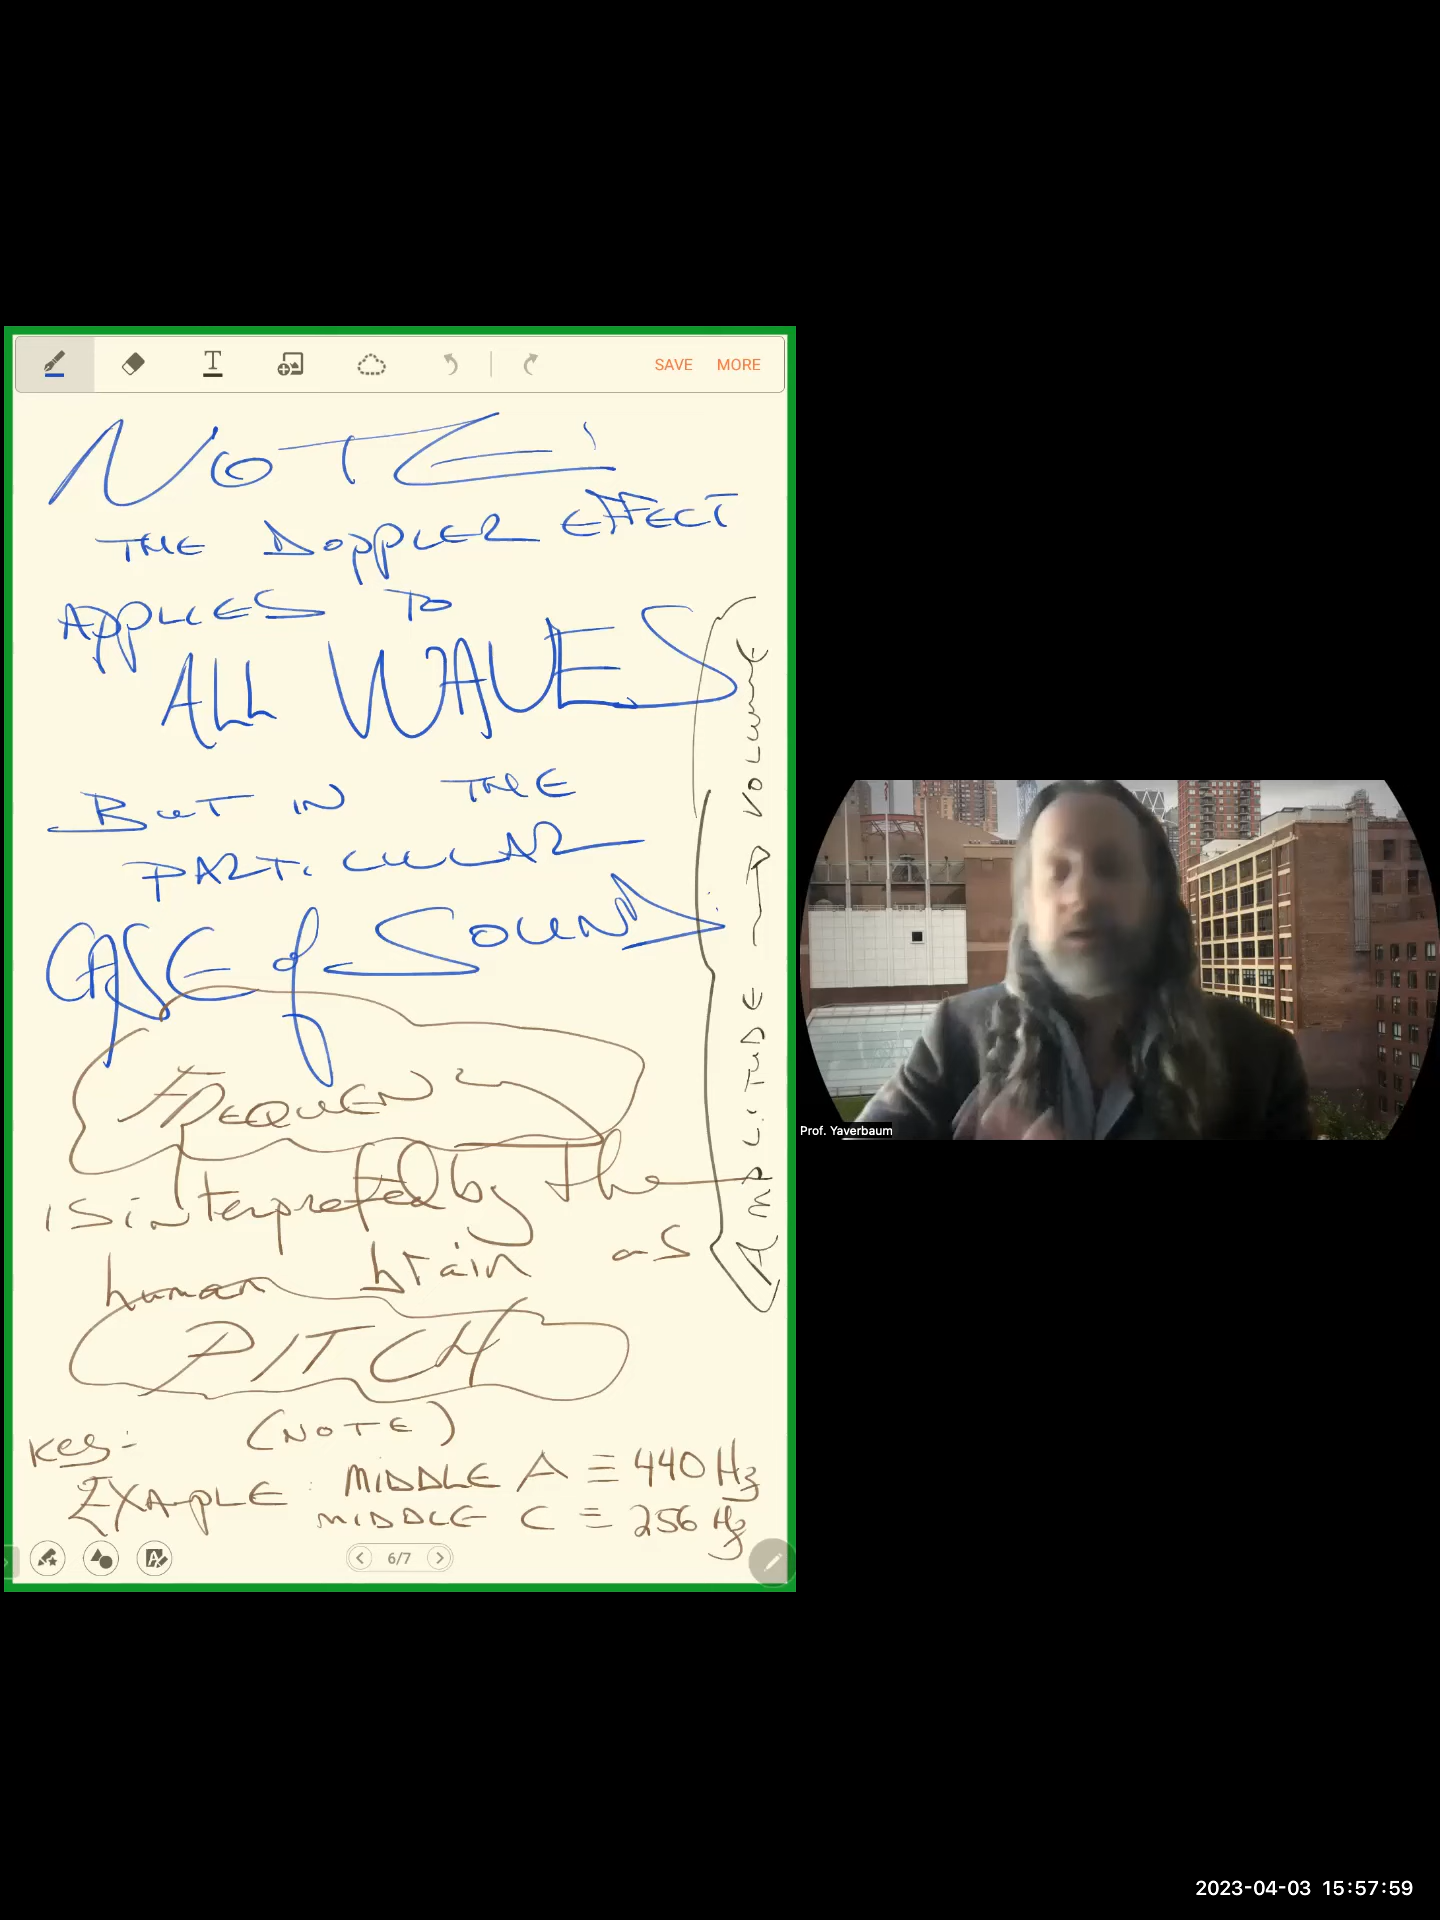 T
SAVE MORE
NOTE:
THE DOPPLER EFFECT
APPLIES TO
ALL WAVES
BUT IN THE
PARTICULAR
CASE of SOUND
FREQUENCY
is interpreted by the
human brain as
PITCH
(NOTE)
Key:
EXAMPLE: MIDDLE A ≡ 440 Hz
MIDDLE C ≡ 256 Hz
AMPLITUDE → VOLUME
6/7
Prof. Yaverbaum
2023-04-03 15:57:59